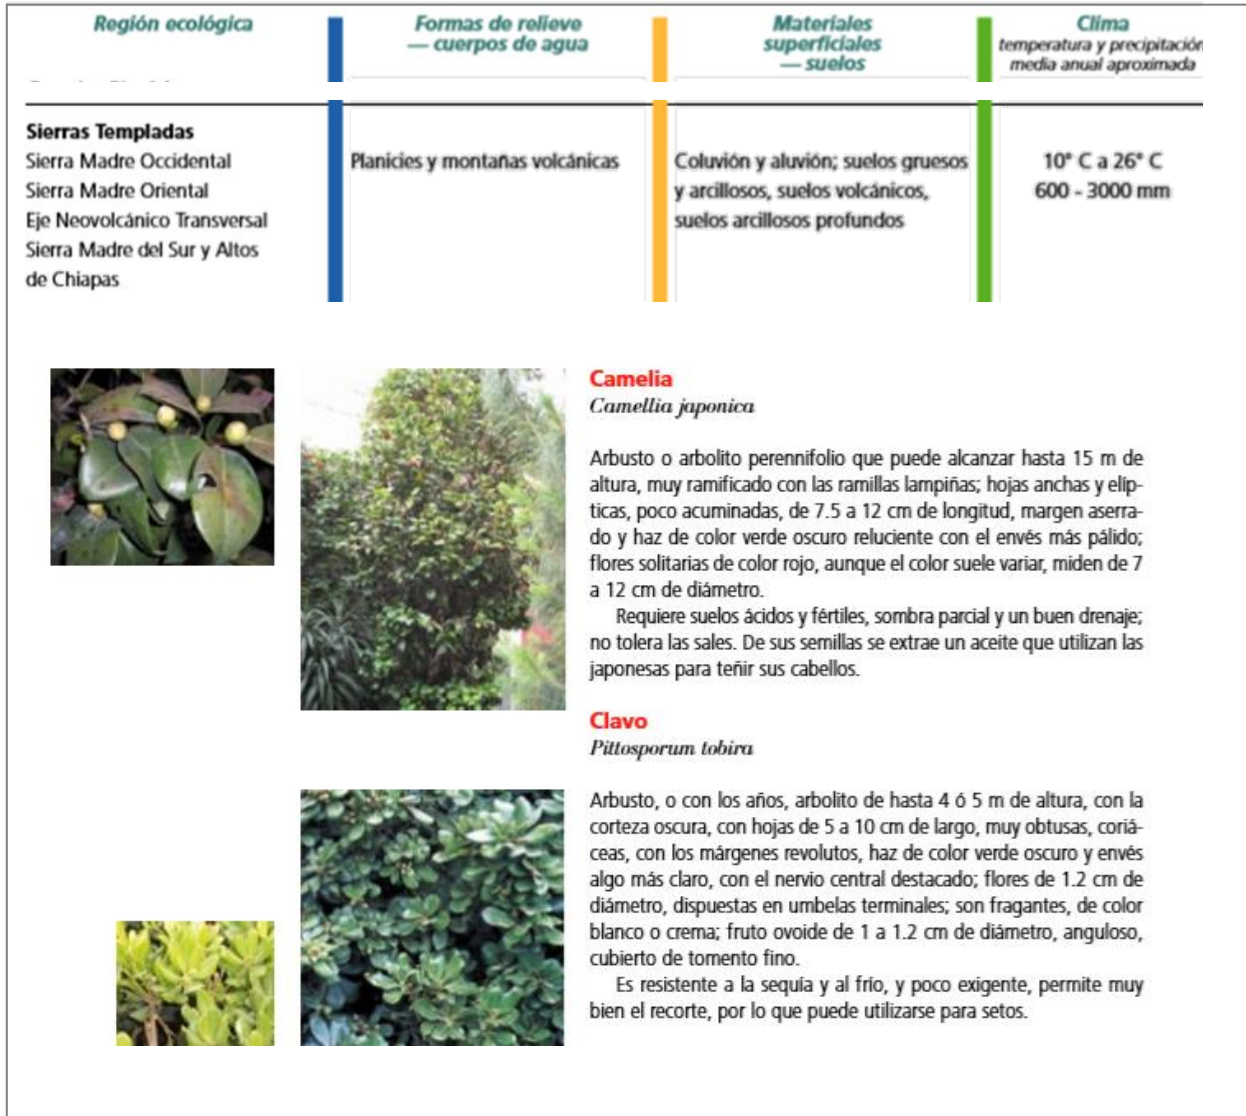 Región ecológica
Formas de relieve
— cuerpos de agua
Materiales
superficiales
— suelos
Clima
temperatura y precipitación
media anual aproximada
Sierras Templadas
Sierra Madre Occidental
Sierra Madre Oriental
Eje Neovolcánico Transversal
Sierra Madre del Sur y Altos
de Chiapas
Planicies y montañas volcánicas
Coluvión y aluvión; suelos gruesos
y arcillosos, suelos volcánicos,
suelos arcillosos profundos
10° C a 26° C
600 - 3000 mm
Camelia
Camellia japonica
Arbusto o arbolito perennifolio que puede alcanzar hasta 15 m de
altura, muy ramificado con las ramillas lampiñas; hojas anchas y elíp-
ticas, poco acuminadas, de 7.5 a 12 cm de longitud, margen aserra-
do y haz de color verde oscuro reluciente con el envés más pálido;
flores solitarias de color rojo, aunque el color suele variar, miden de 7
a 12 cm de diámetro.
Requiere suelos ácidos y fértiles, sombra parcial y un buen drenaje;
no tolera las sales. De sus semillas se extrae un aceite que utilizan las
japonesas para teñir sus cabellos.
Clavo
Pittosporum tobira
Arbusto, o con los años, arbolito de hasta 4 ó 5 m de altura, con la
corteza oscura, con hojas de 5 a 10 cm de largo, muy obtusas, coriá-
ceas, con los márgenes revolutos, haz de color verde oscuro y envés
algo más claro, con el nervio central destacado; flores de 1.2 cm de
diámetro, dispuestas en umbelas terminales; son fragantes, de color
blanco o crema; fruto ovoide de 1 a 1.2 cm de diámetro, anguloso,
cubierto de tomento fino.
Es resistente a la sequía y al frío, y poco exigente, permite muy
bien el recorte, por lo que puede utilizarse para setos.